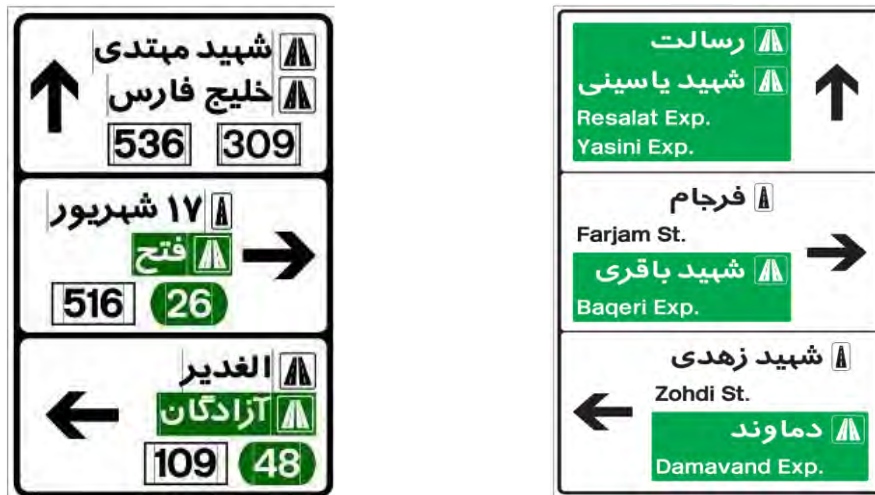 شهید مهتدی
خلیج فارس
536 309
۱۷ شهریور
فتح
516 26
الغدیر
آزادگان
109 48
رسالت
شهید یاسینی
Resalat Exp.
Yasini Exp.
فرجام
Farjam St.
شهید باقری
Baqeri Exp.
شهید زهدی
Zohdi St.
دماوند
Damavand Exp.